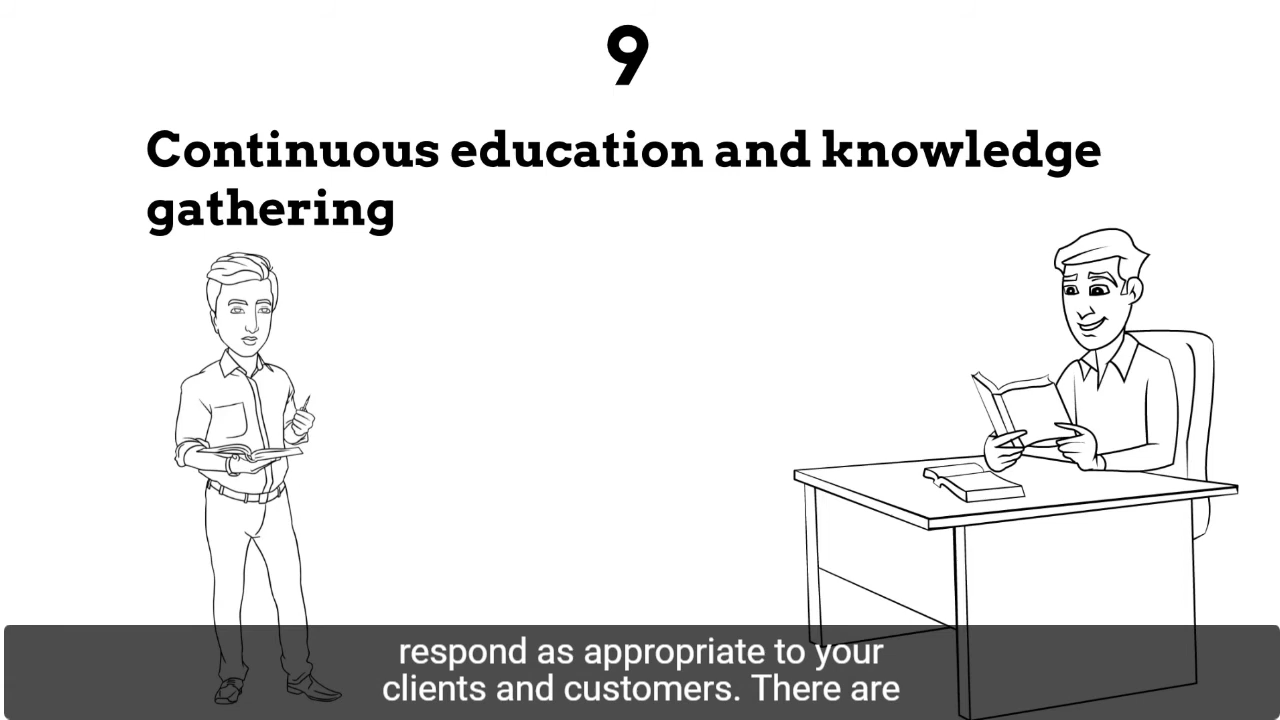 9
Continuous education and knowledge
gathering
respond as appropriate to your
clients and customers. There are